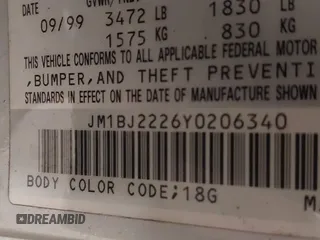 DATE GVWR/ 1830 LB
09/99 3472 LB
1575 KG 830 KG
THIS VEHICLE CONFORMS TO ALL APPLICABLE FEDERAL MOTOR
,BUMPER,AND THEFT PREVENTI
STANDARDS IN EFFECT ON THE DATE OF MANUFACTURE SHOWN
JM1BJ2226Y0206340
BODY COLOR CODE;18G M
DREAMBID